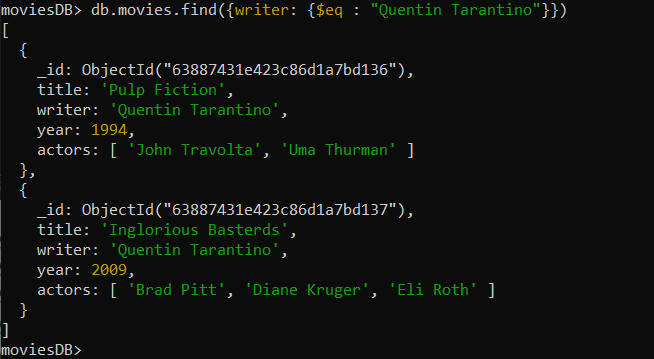 moviesDB> db.movies.find({writer: {$eq : "Quentin Tarantino"}})
[
  {
    _id: ObjectId("63887431e423c86d1a7bd136"),
    title: 'Pulp Fiction',
    writer: 'Quentin Tarantino',
    year: 1994,
    actors: [ 'John Travolta', 'Uma Thurman' ]
  },
  {
    _id: ObjectId("63887431e423c86d1a7bd137"),
    title: 'Inglorious Basterds',
    writer: 'Quentin Tarantino',
    year: 2009,
    actors: [ 'Brad Pitt', 'Diane Kruger', 'Eli Roth' ]
  }
]
moviesDB>